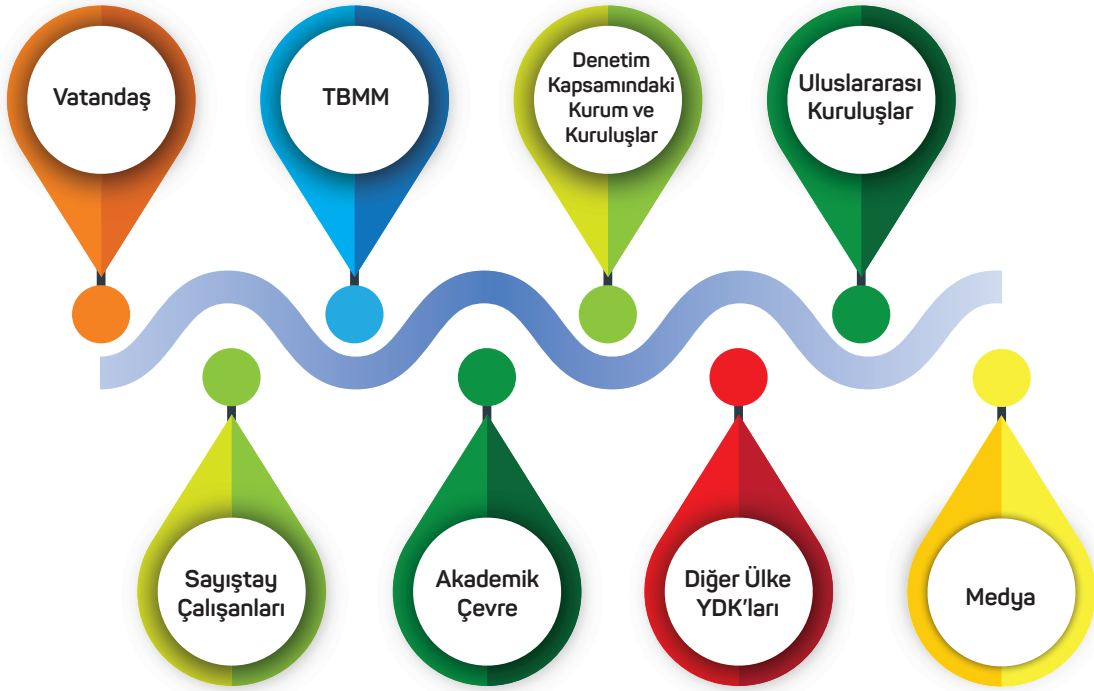 Vatandaş
TBMM
Denetim
Kapsamındaki
Kurum ve
Kuruluşlar
Uluslararası
Kuruluşlar
Sayıştay
Çalışanları
Akademik
Çevre
Diğer Ülke
YDK'ları
Medya